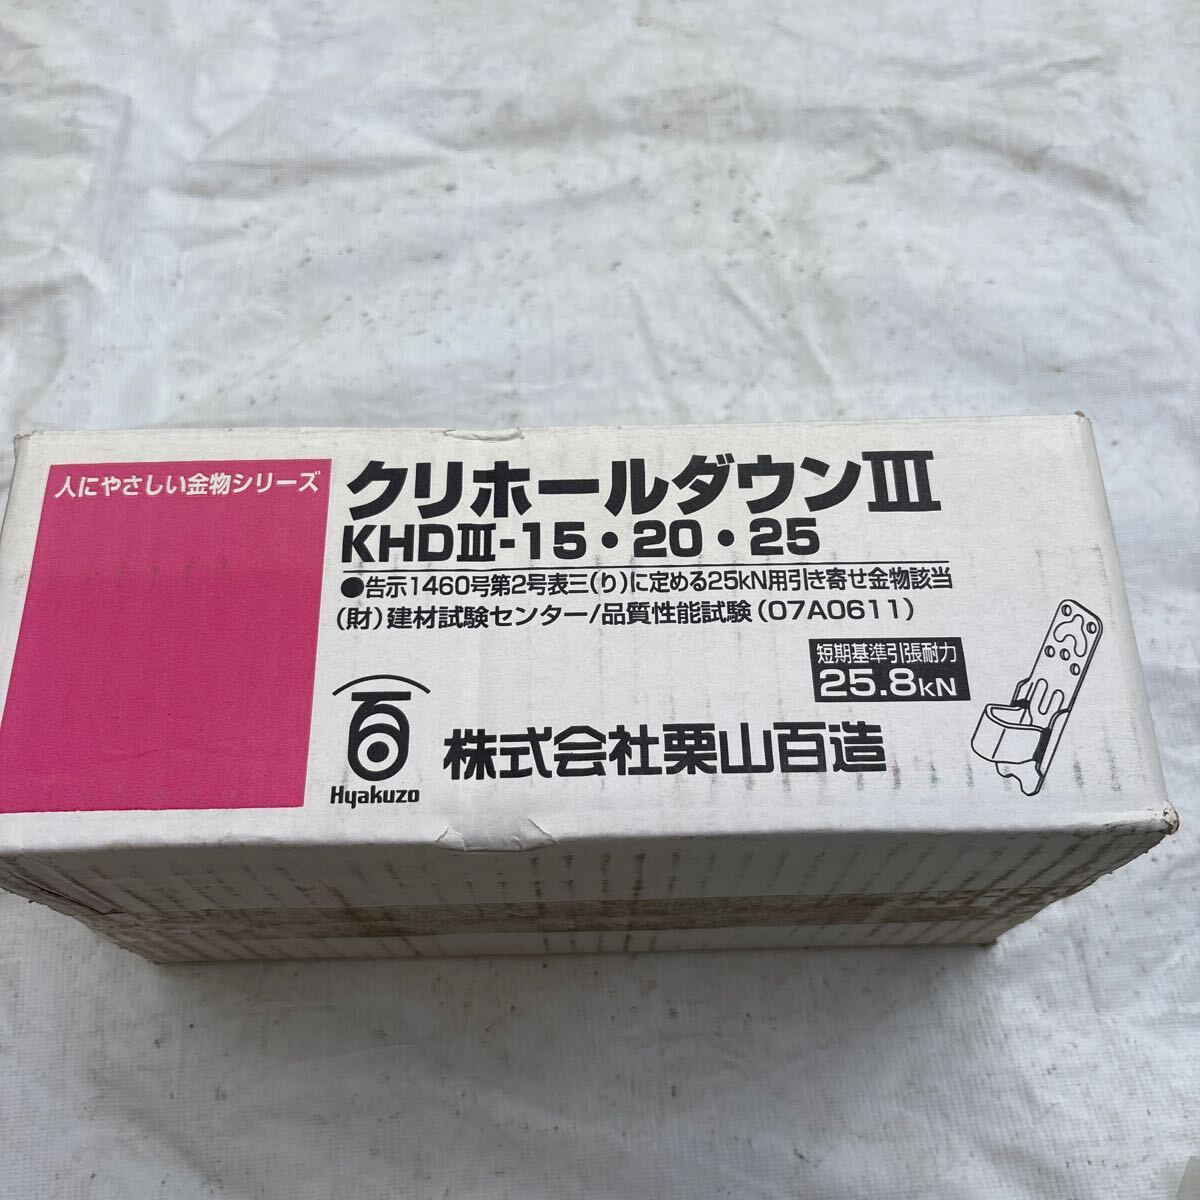 人にやさしい金物シリーズ
クリホールダウンⅢ
KHDⅢ-15・20・25
●告示1460号第2号表三(り)に定める25kN用引き寄せ金物該当
(財)建材試験センター/品質性能試験(07A0611)
短期基準引張耐力
25.8kN
百
Hyakuzo
株式会社栗山百造